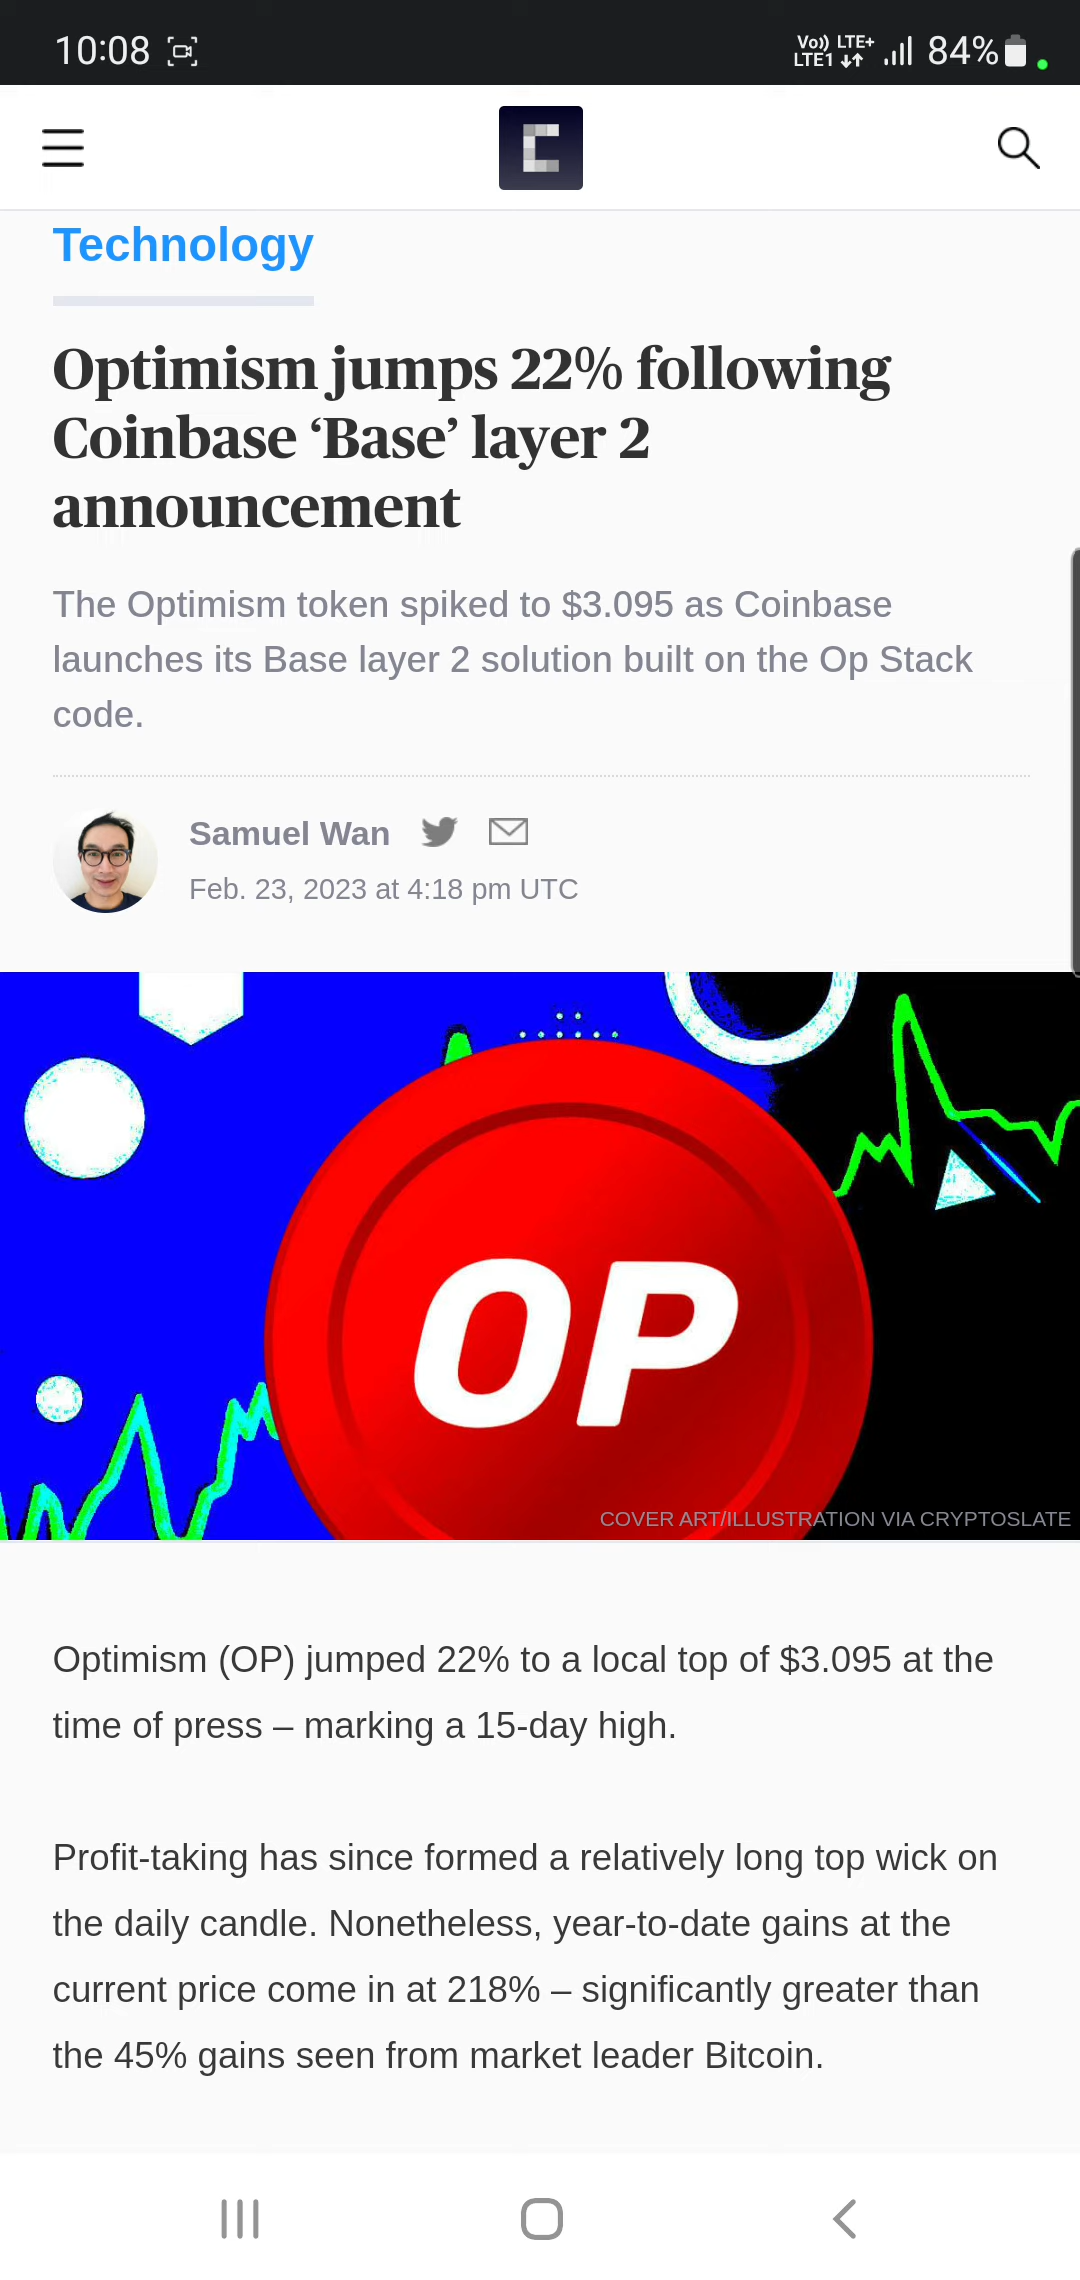 10:08
Vo)) LTE+
LTE1
84%
Technology
Optimism jumps 22% following
Coinbase ‘Base’ layer 2
announcement
The Optimism token spiked to $3.095 as Coinbase
launches its Base layer 2 solution built on the Op Stack
code.
Samuel Wan
Feb. 23, 2023 at 4:18 pm UTC
OP
COVER ART/ILLUSTRATION VIA CRYPTOSLATE
Optimism (OP) jumped 22% to a local top of $3.095 at the
time of press – marking a 15-day high.
Profit-taking has since formed a relatively long top wick on
the daily candle. Nonetheless, year-to-date gains at the
current price come in at 218% – significantly greater than
the 45% gains seen from market leader Bitcoin.